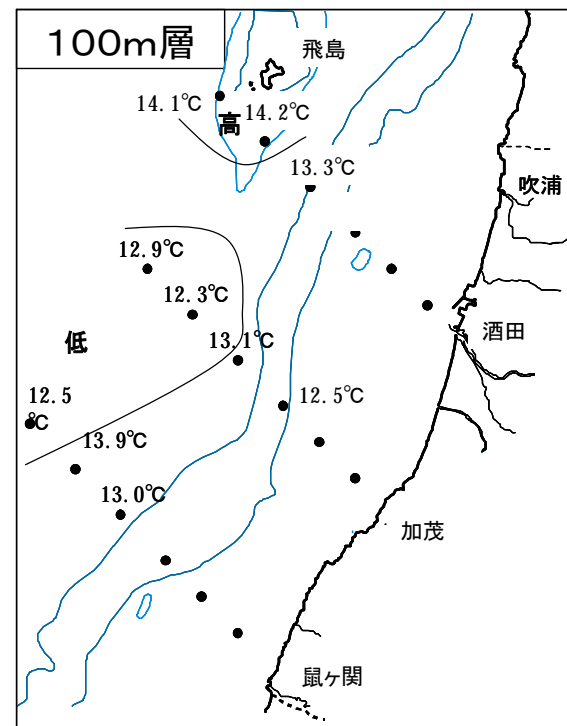 100m層
飛島
14.1℃
14.2℃
高
13.3℃
吹浦
12.9℃
12.3℃
酒田
低
13.1℃
12.5
℃
12.5℃
13.9℃
13.0℃
加茂
鼠ヶ関